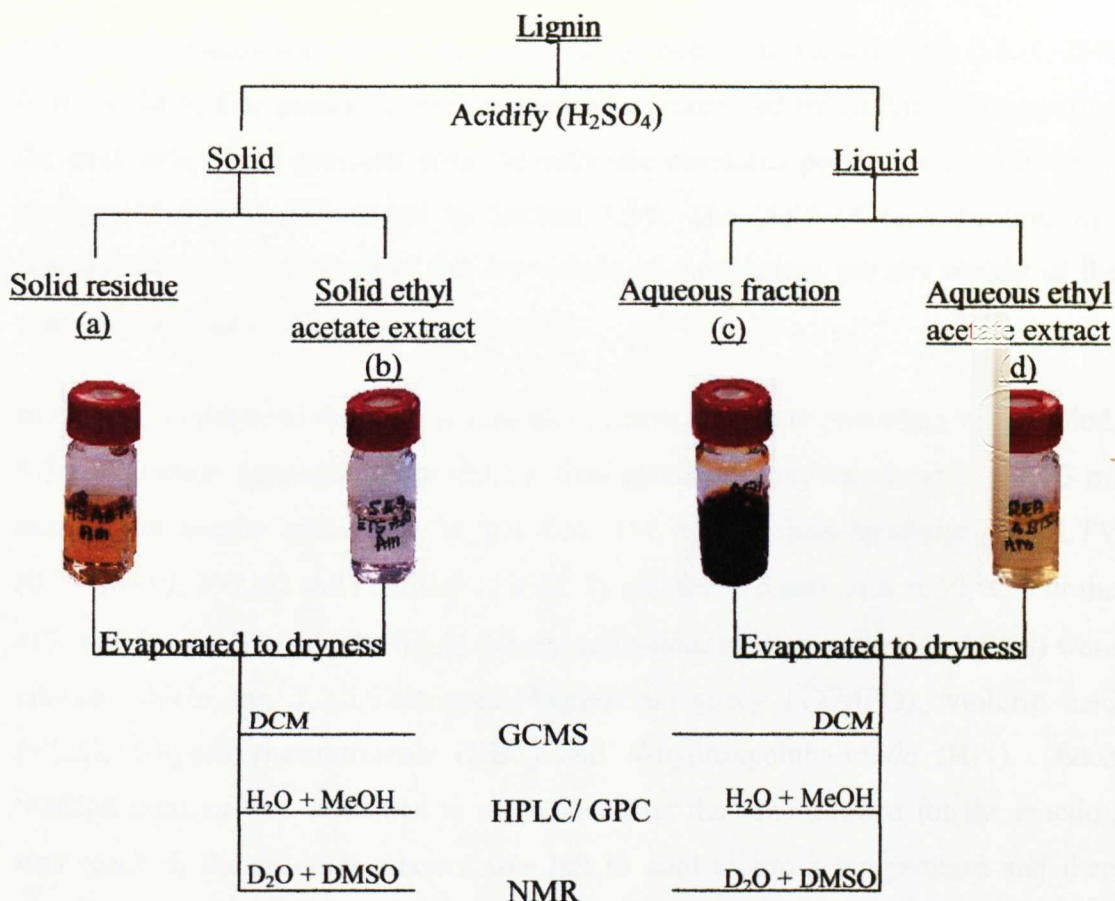 Lignin
Acidify (H₂SO₄)
Solid
Liquid
Solid residue
(a)
Solid ethyl
acetate extract
(b)
Aqueous fraction
(c)
Aqueous ethyl
acetate extract
(d)
Evaporated to dryness
Evaporated to dryness
DCM
GCMS
DCM
H₂O + MeOH
HPLC/ GPC
H₂O + MeOH
D₂O + DMSO
NMR
D₂O + DMSO